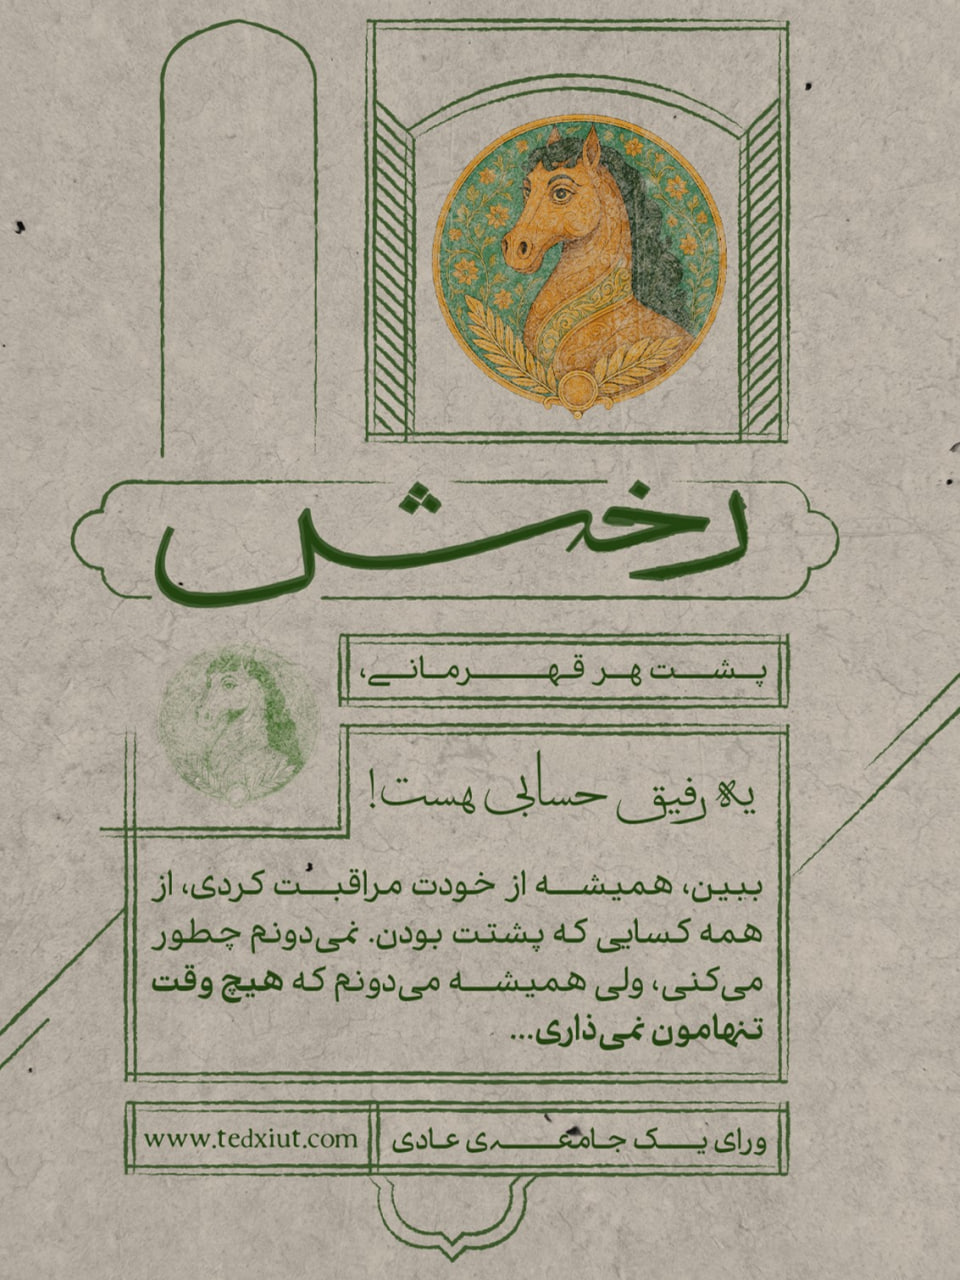 رخش
پشت هر قهرمانی،
یه رفیق حسابی هست!
ببین، همیشه از خودت مراقبت کردی، از
همه کسایی که پشتت بودن. نمی‌دونم چطور
می‌کنی، ولی همیشه می‌دونم که هیچ وقت
تنهامون نمی‌ذاری...
ورای یک جامعه‌ی عادی
www.tedxiut.com